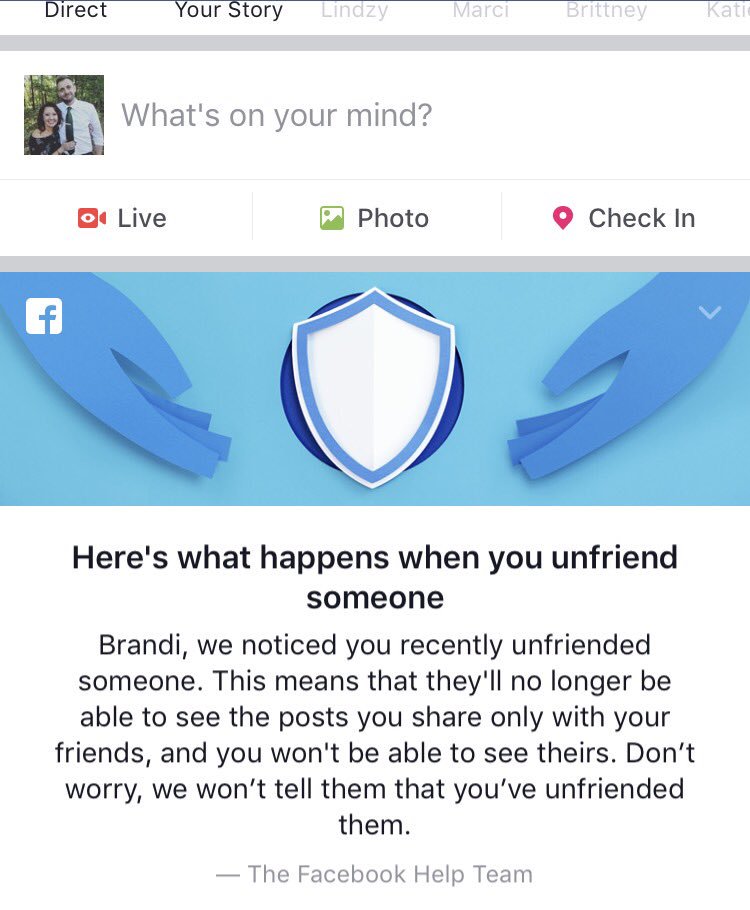 Direct Your Story Lindzy Marci Brittney
What's on your mind?
Live Photo Check In
Here's what happens when you unfriend
someone
Brandi, we noticed you recently unfriended
someone. This means that they'll no longer be
able to see the posts you share only with your
friends, and you won't be able to see theirs. Don’t
worry, we won’t tell them that you’ve unfriended
them.
— The Facebook Help Team